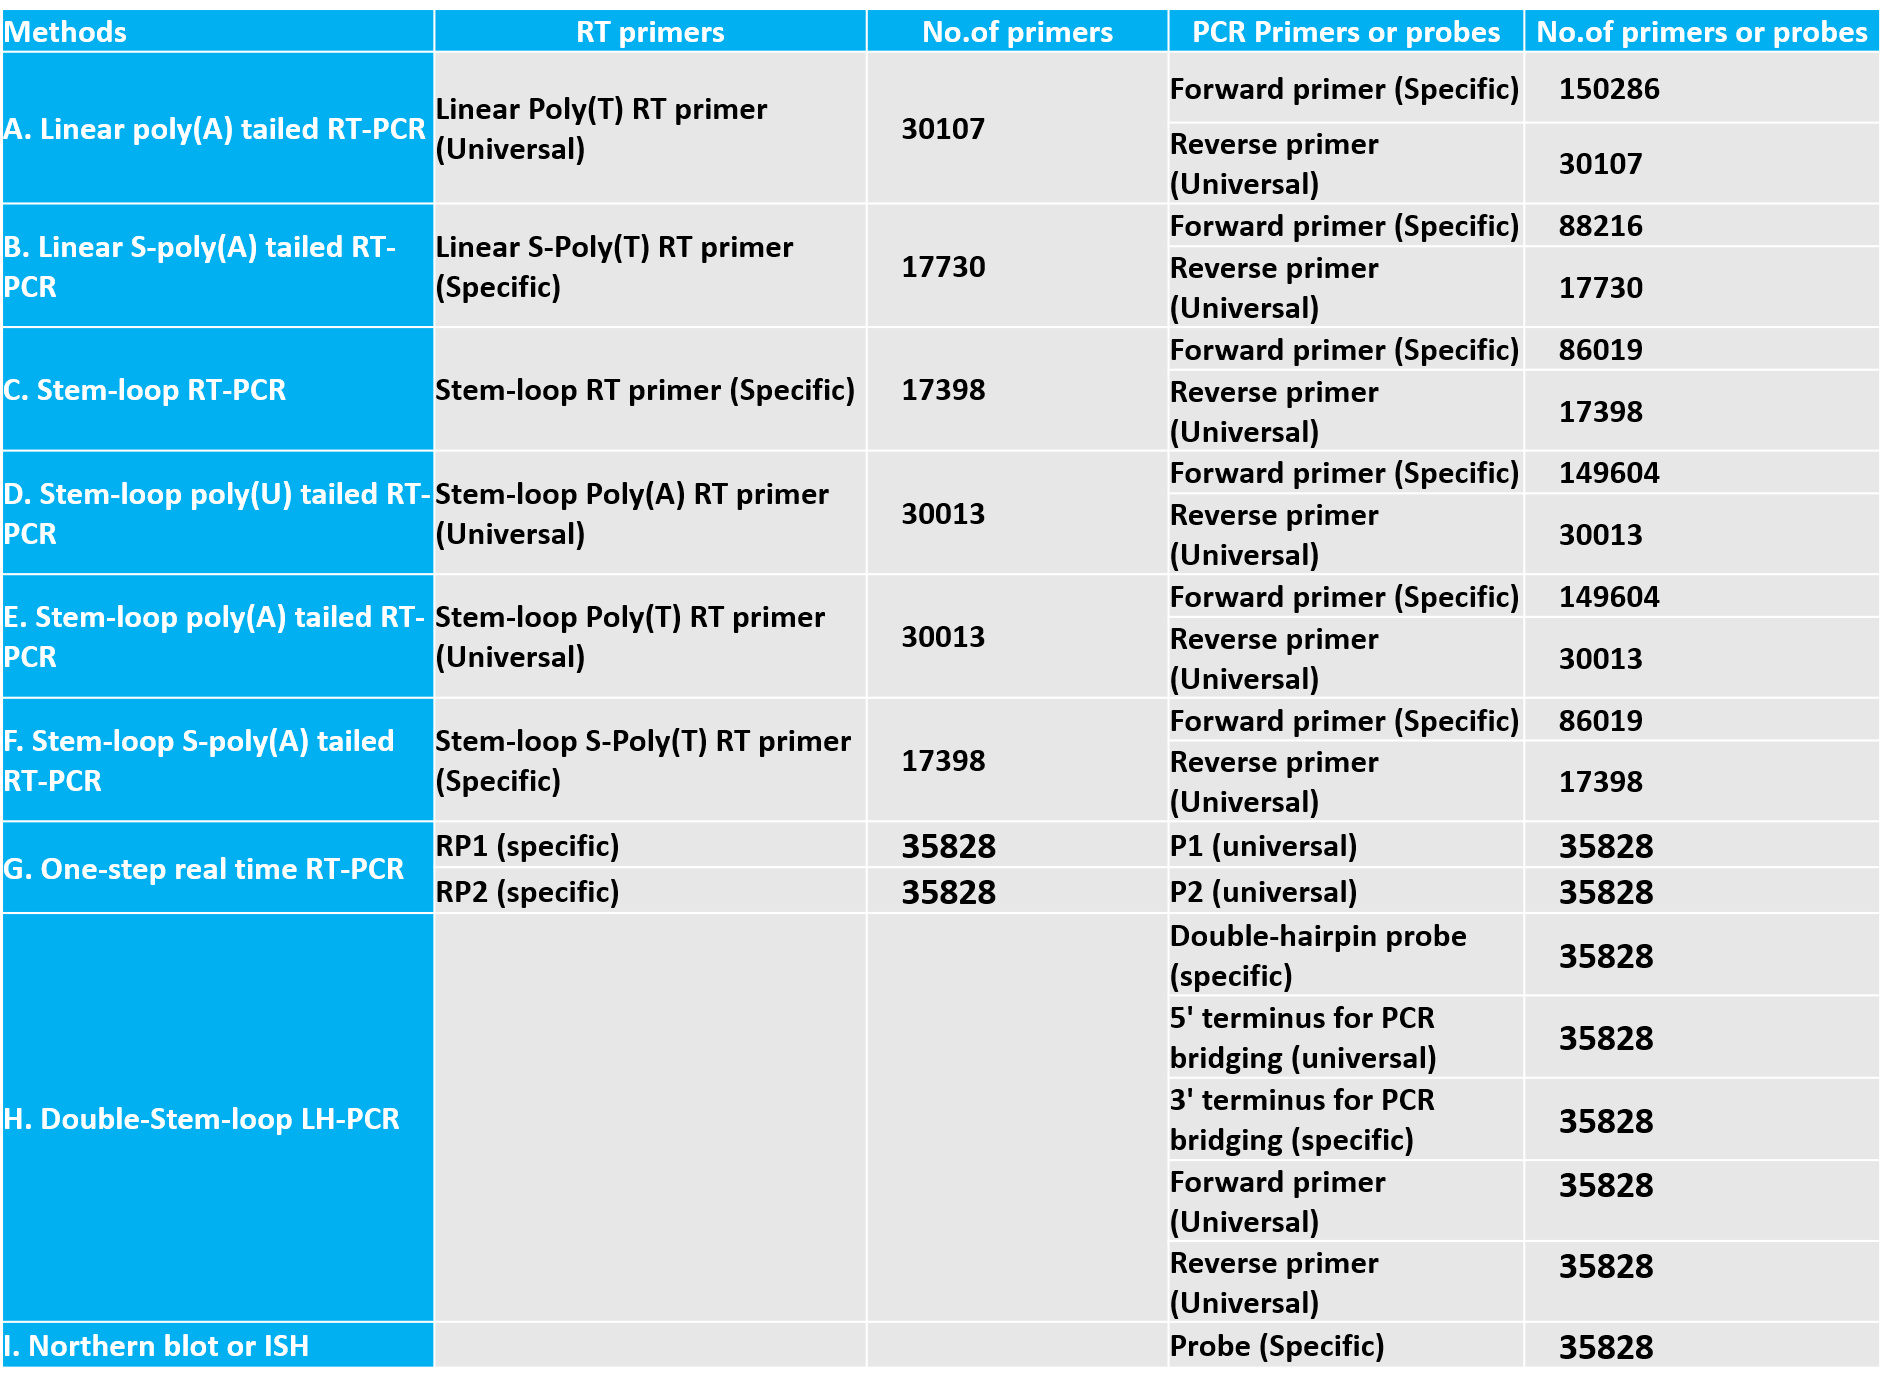 Methods RT primers No.of primers PCR Primers or probes No.of primers or probes
A. Linear poly(A) tailed RT-PCR
Linear Poly(T) RT primer
(Universal)
30107
Forward primer (Specific) 150286
Reverse primer
(Universal)
30107
B. Linear S-poly(A) tailed RT-
PCR
Linear S-Poly(T) RT primer
(Specific)
17730
Forward primer (Specific) 88216
Reverse primer
(Universal)
17730
C. Stem-loop RT-PCR
Stem-loop RT primer (Specific)
17398
Forward primer (Specific) 86019
Reverse primer
(Universal)
17398
D. Stem-loop poly(U) tailed RT-
PCR
Stem-loop Poly(A) RT primer
(Universal)
30013
Forward primer (Specific) 149604
Reverse primer
(Universal)
30013
E. Stem-loop poly(A) tailed RT-
PCR
Stem-loop Poly(T) RT primer
(Universal)
30013
Forward primer (Specific) 149604
Reverse primer
(Universal)
30013
F. Stem-loop S-poly(A) tailed
RT-PCR
Stem-loop S-Poly(T) RT primer
(Specific)
17398
Forward primer (Specific) 86019
Reverse primer
(Universal)
17398
G. One-step real time RT-PCR
RP1 (specific) 35828 P1 (universal) 35828
RP2 (specific) 35828 P2 (universal) 35828
H. Double-Stem-loop LH-PCR
Double-hairpin probe
(specific)
35828
5' terminus for PCR
bridging (universal)
35828
3' terminus for PCR
bridging (specific)
35828
Forward primer
(Universal)
35828
Reverse primer
(Universal)
35828
I. Northern blot or ISH Probe (Specific) 35828